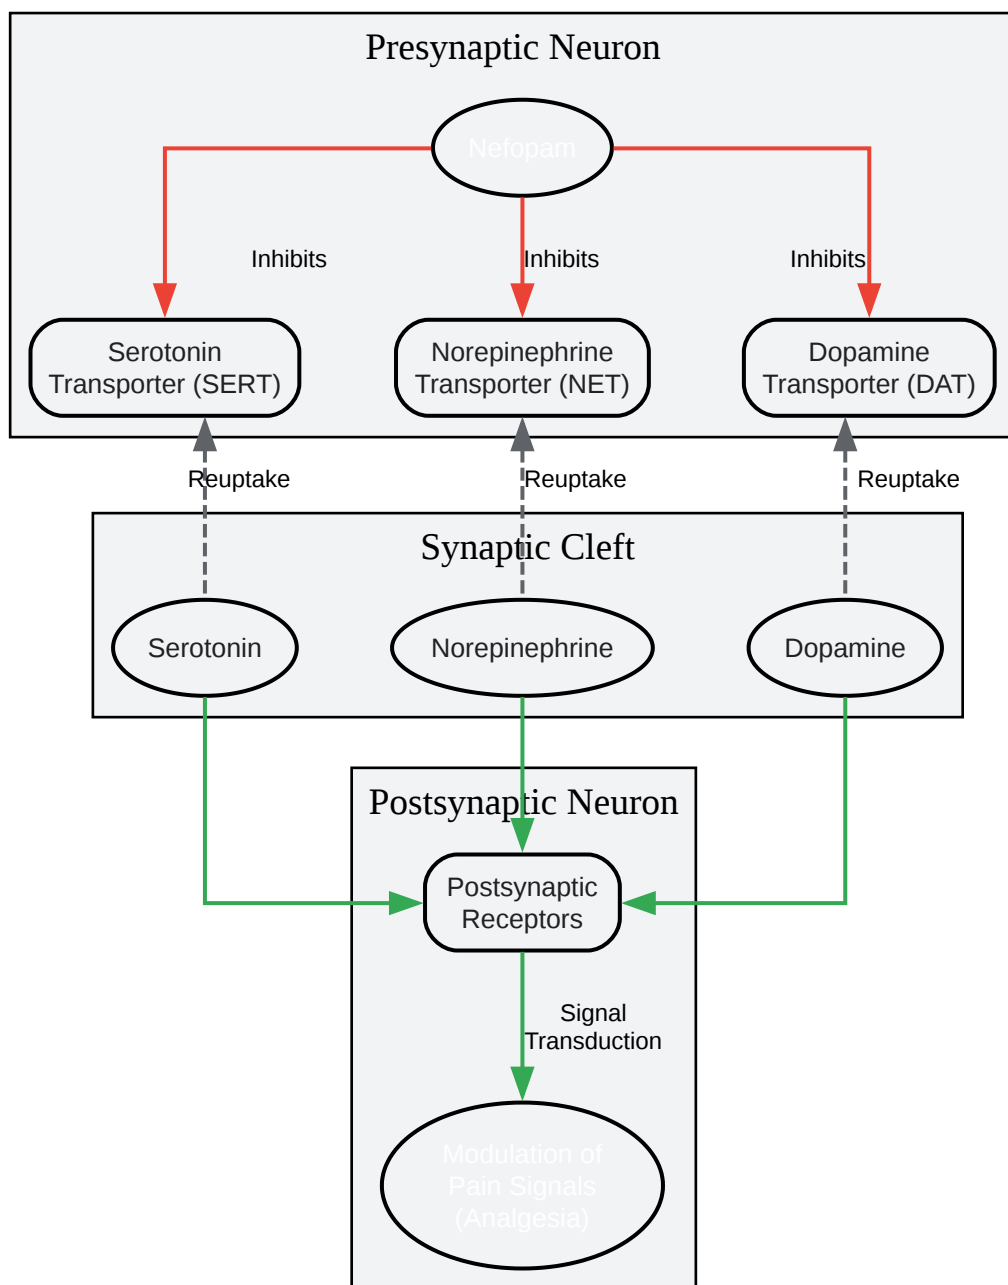 Presynaptic Neuron
Nefopam
Inhibits
Inhibits
Inhibits
Serotonin
Transporter (SERT)
Norepinephrine
Transporter (NET)
Dopamine
Transporter (DAT)
Reuptake
Reuptake
Reuptake
Synaptic Cleft
Serotonin
Norepinephrine
Dopamine
Postsynaptic Neuron
Postsynaptic
Receptors
Signal
Transduction
Modulation of
Pain Signals
(Analgesia)